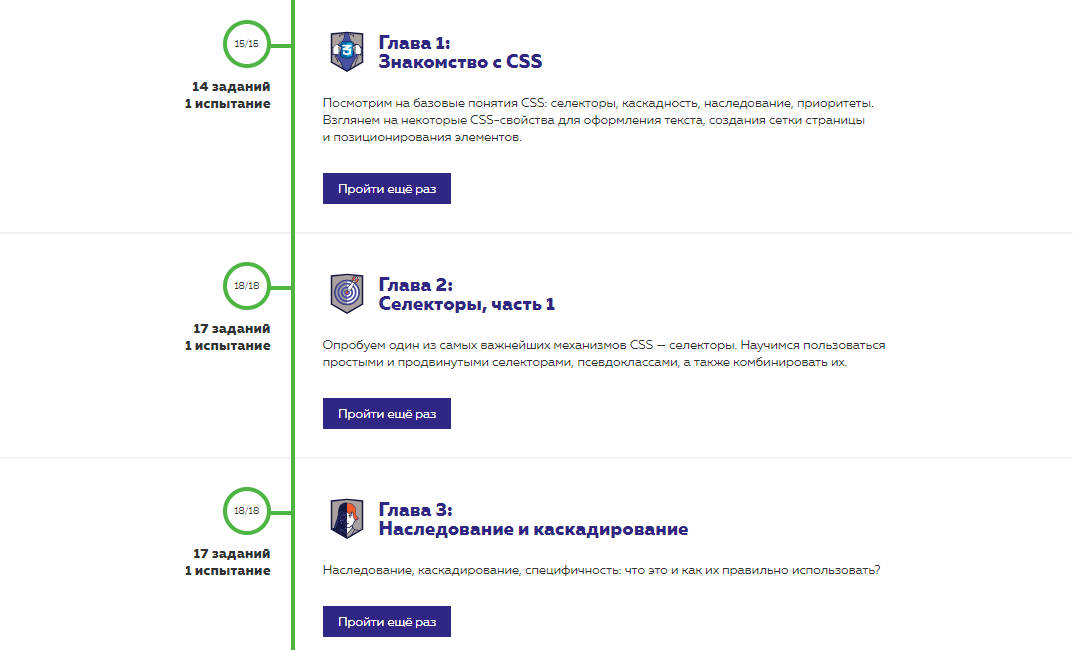 15/15
14 заданий
1 испытание
Глава 1:
Знакомство с CSS
Посмотрим на базовые понятия CSS: селекторы, каскадность, наследование, приоритеты.
Взглянем на некоторые CSS-свойства для оформления текста, создания сетки страницы
и позиционирования элементов.
Пройти ещё раз
18/18
17 заданий
1 испытание
Глава 2:
Селекторы, часть 1
Опробуем один из самых важнейших механизмов CSS — селекторы. Научимся пользоваться
простыми и продвинутыми селекторами, псевдоклассами, а также комбинировать их.
Пройти ещё раз
18/18
17 заданий
1 испытание
Глава 3:
Наследование и каскадирование
Наследование, каскадирование, специфичность: что это и как их правильно использовать?
Пройти ещё раз